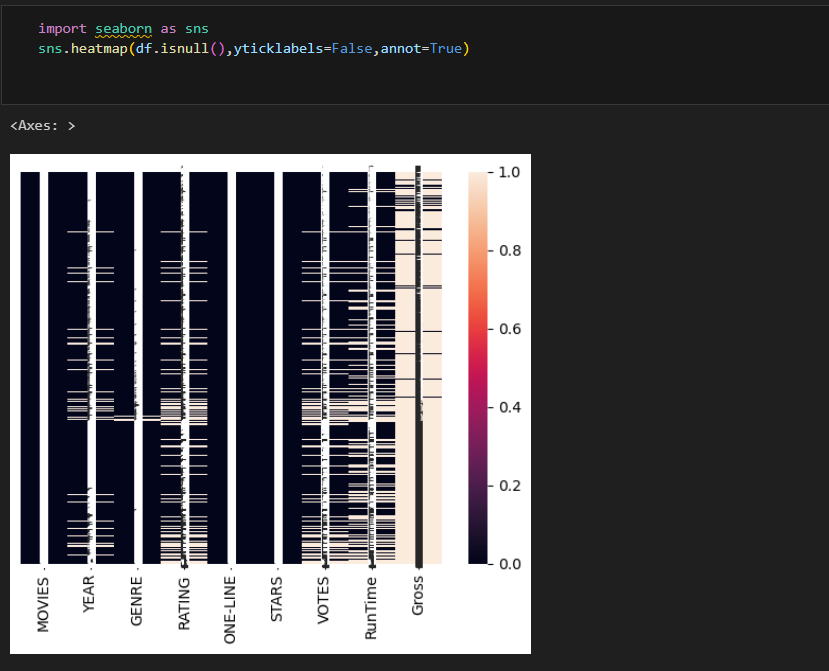 import seaborn as sns
sns.heatmap(df.isnull(),yticklabels=False,annot=True)
<Axes: >
1.0
0.8
0.6
0.4
0.2
0.0
MOVIES
YEAR
GENRE
RATING
ONE-LINE
STARS
VOTES
RunTime
Gross